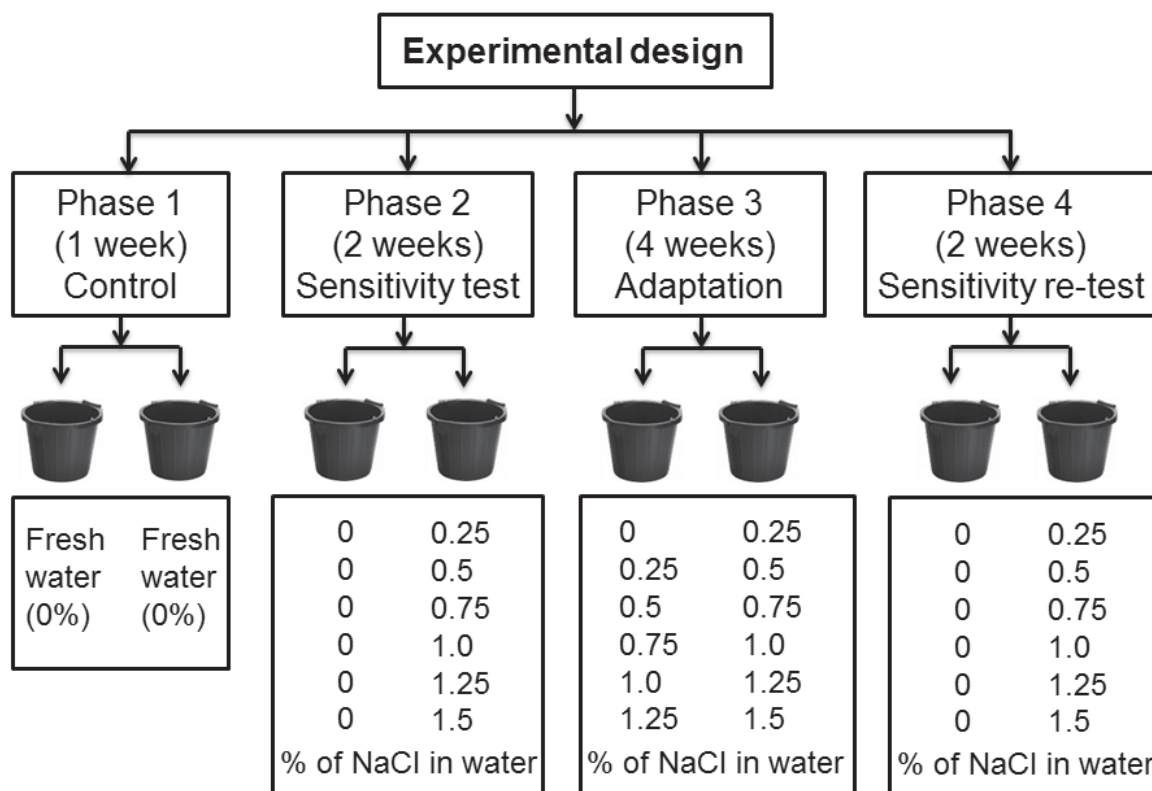 Experimental design
Phase 1
(1 week)
Control
Phase 2
(2 weeks)
Sensitivity test
Phase 3
(4 weeks)
Adaptation
Phase 4
(2 weeks)
Sensitivity re-test
Fresh Fresh
water water
(0%) (0%)
0 0.25
0 0.5
0 0.75
0 1.0
0 1.25
0 1.5
% of NaCl in water
0 0.25
0.25 0.5
0.5 0.75
0.75 1.0
1.0 1.25
1.25 1.5
% of NaCl in water
0 0.25
0 0.5
0 0.75
0 1.0
0 1.25
0 1.5
% of NaCl in water